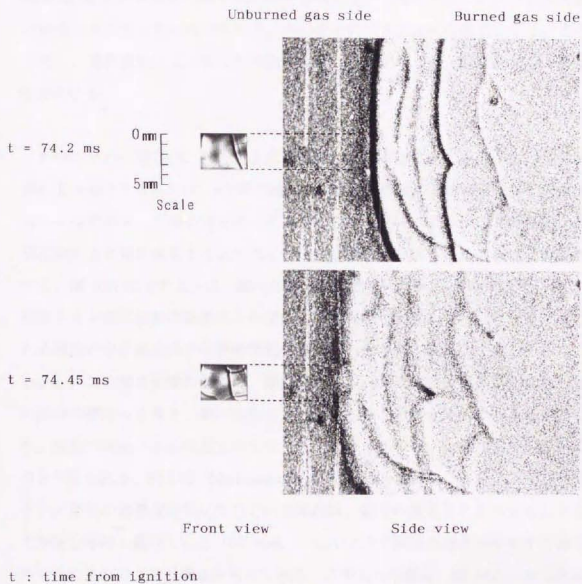 Unburned gas side Burned gas side
t = 74.2 ms
0 mm
5 mm
Scale
t = 74.45 ms
Front view Side view
t : time from ignition